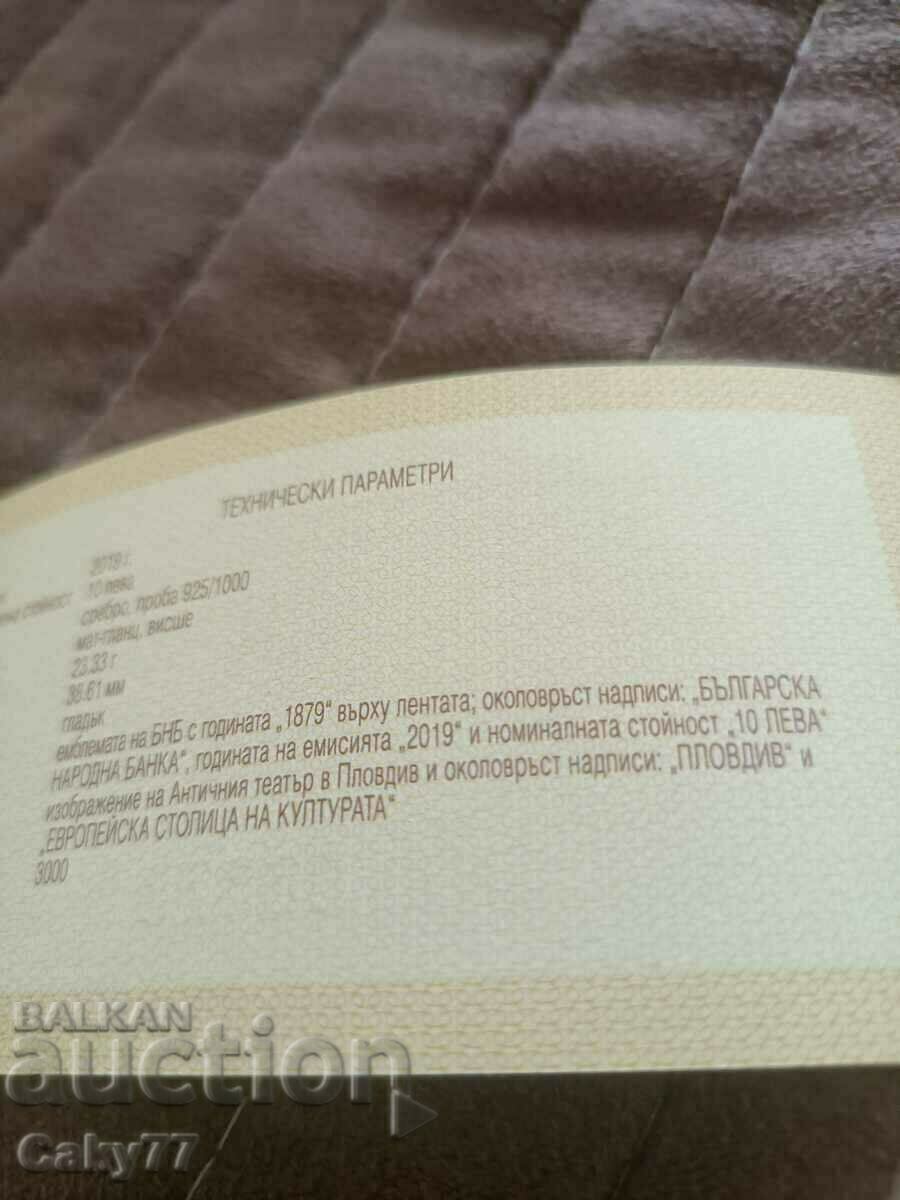 ТЕХНИЧЕСКИ ПАРАМЕТРИ
2019 г.
стойност 10 лева
сребро, проба 925/1000
мат-гланц, висше
23.33 г
38.61 мм
гладък
емблемата на БНБ с годината „1879“ върху лентата; околовръст надписи: „БЪЛГАРСКА
НАРОДНА БАНКА“, годината на емисията „2019“ и номиналната стойност „10 ЛЕВА“
изображение на Античния театър в Пловдив и околовръст надписи: „ПЛОВДИВ“ и
„ЕВРОПЕЙСКА СТОЛИЦА НА КУЛТУРАТА“
3000
BALKAN
auction
Caky77